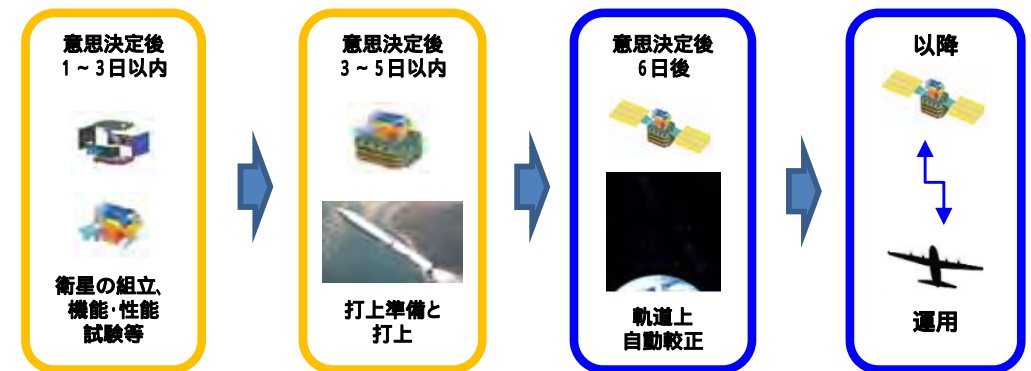 意思決定後
1~3日以内
衛星の組立、
機能・性能
試験等
意思決定後
3~5日以内
打上準備と
打上
意思決定後
6日後
軌道上
自動較正
以降
運用